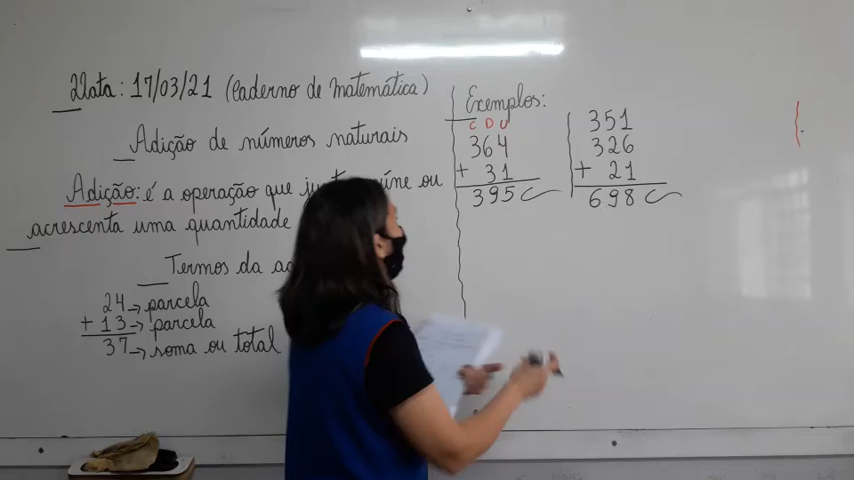 Data: 17/03/21 (Caderno de Matemática)
Adição de números naturais
Adição: é a operação que ou
acrescenta uma quantidade
Termos da
24 → parcela
+ 13 → parcela
37 → soma ou total
Exemplos:
C D U
364
+ 31
395
351
326
+ 21
698